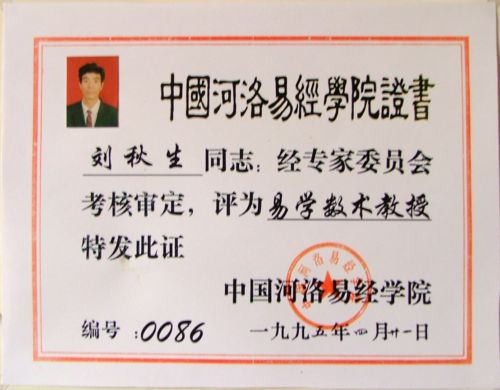 中國河洛易經學院證書
刘秋生同志：经专家委员会
考核审定，评为易学数术教授
特发此证
中国河洛易经学院
编号：0086 一九九五年四月廿一日